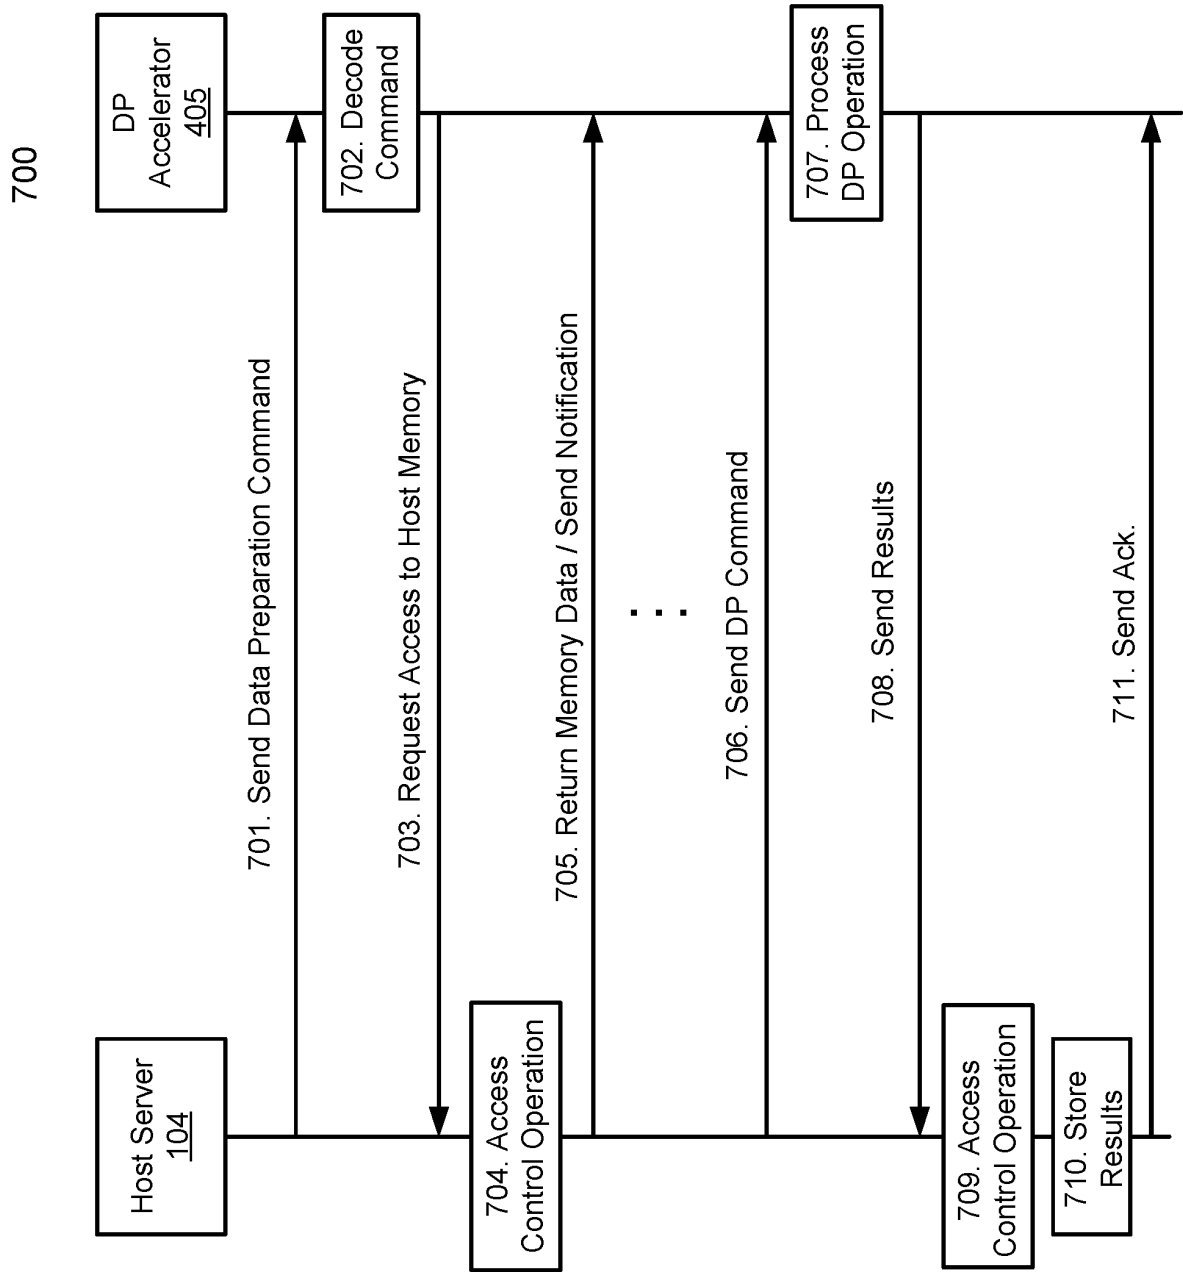 700
Host Server
104
DP
Accelerator
405
701. Send Data Preparation Command
702. Decode
Command
703. Request Access to Host Memory
704. Access
Control Operation
705. Return Memory Data / Send Notification
. . .
706. Send DP Command
707. Process
DP Operation
708. Send Results
709. Access
Control Operation
710. Store
Results
711. Send Ack.